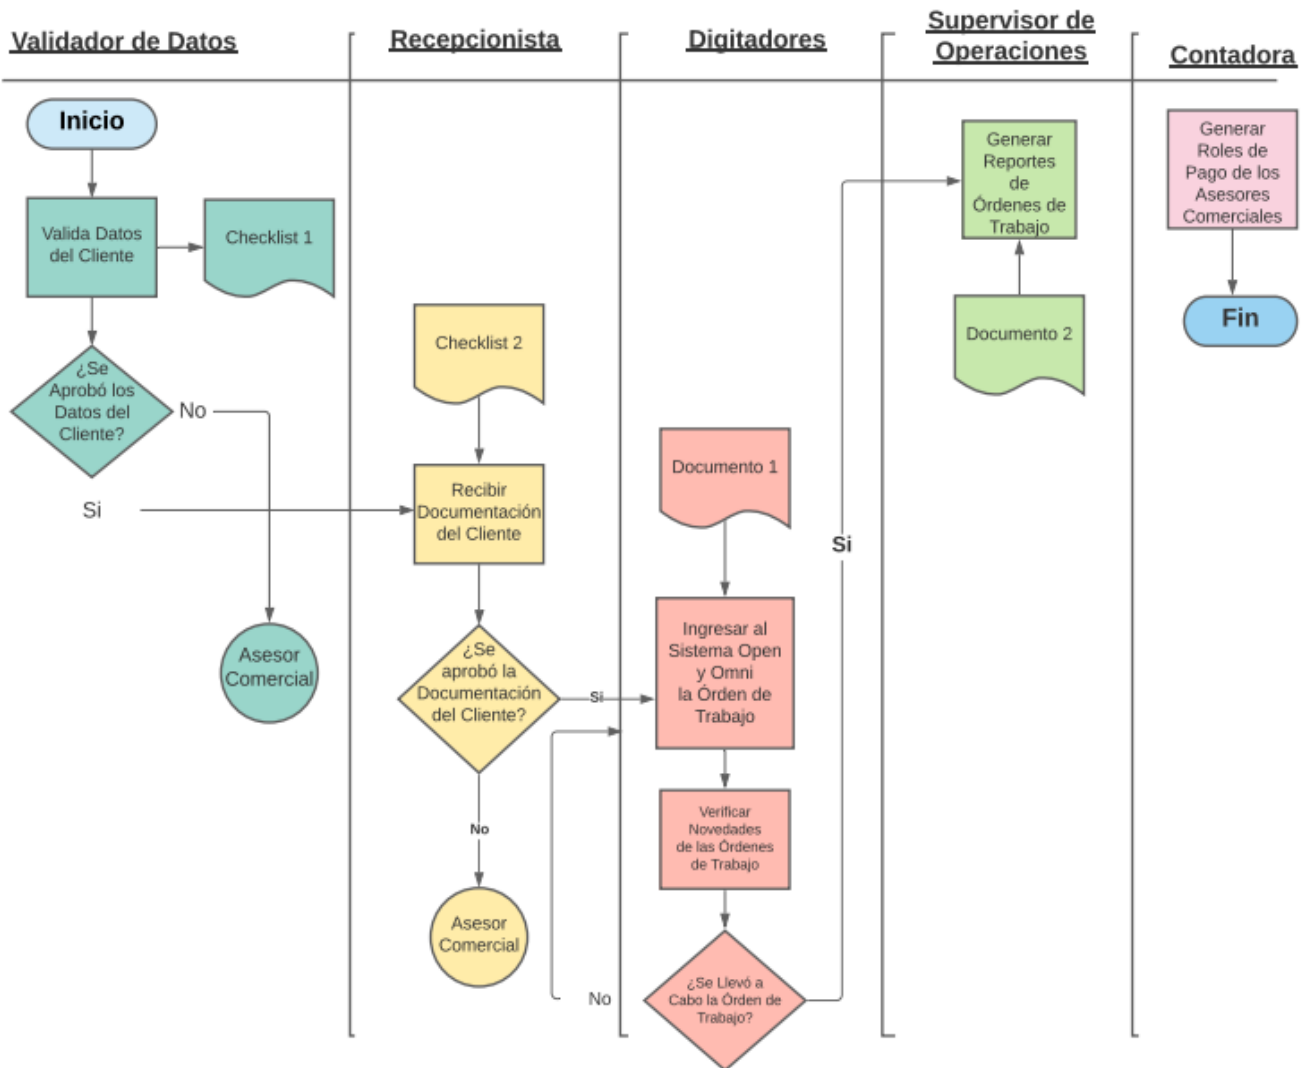 Validador de Datos
Recepcionista
Digitadores
Supervisor de
Operaciones
Contadora
Inicio
Valida Datos
del Cliente
Checklist 1
¿Se
Aprobó los
Datos del
Cliente?
No
Si
Asesor
Comercial
Checklist 2
Recibir
Documentación
del Cliente
¿Se
aprobó la
Documentación
del Cliente?
Si
No
Asesor
Comercial
Documento 1
Ingresar al
Sistema Open
y Omni
la Órden de
Trabajo
Verificar
Novedades
de las Órdenes
de Trabajo
¿Se Llevó a
Cabo la Órden de
Trabajo?
No
Si
Generar
Reportes
de
Órdenes de
Trabajo
Documento 2
Generar
Roles de
Pago de los
Asesores
Comerciales
Fin